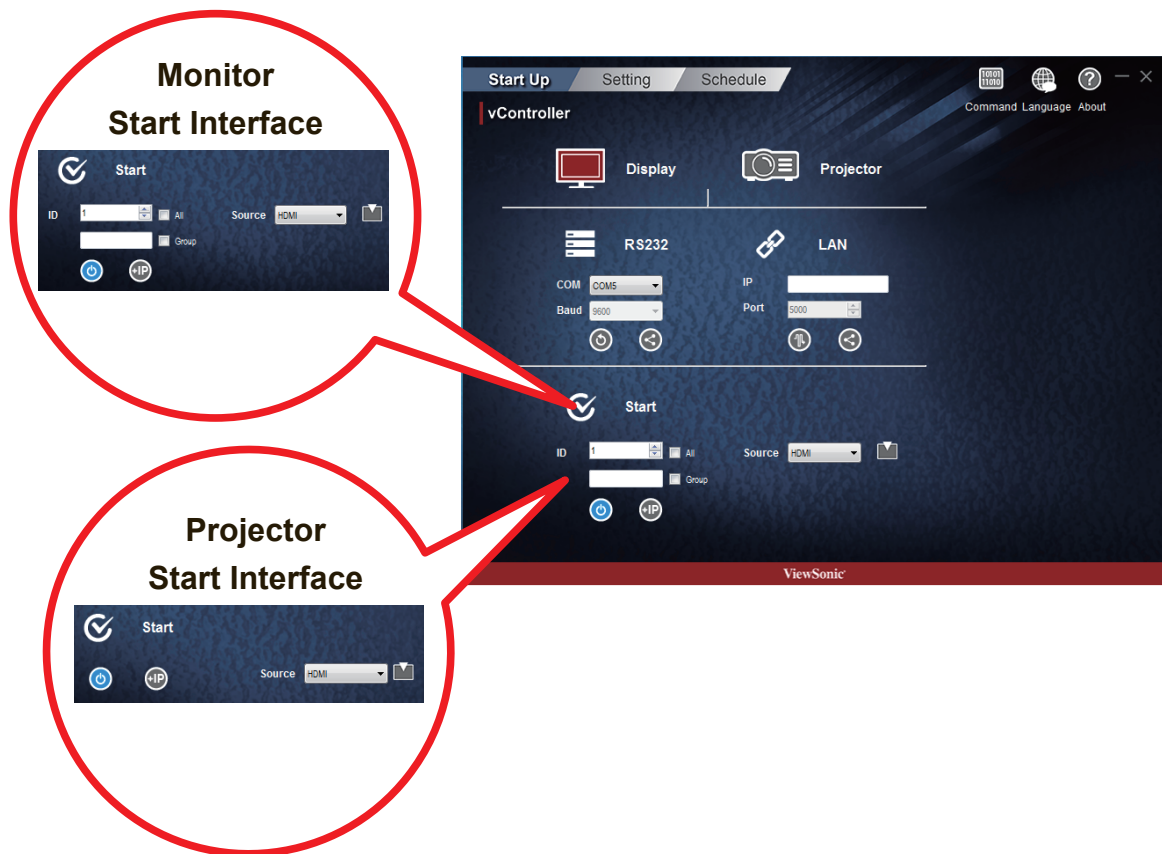 Monitor
Start Interface
Start
ID 1 All Source HDMI
Group
+IP
Start Up Setting Schedule
10101
11010
?
Command Language About
vController
Display Projector
RS232 LAN
COM COM5 IP
Baud 9600 Port 5000
Start
ID 1 All Source HDMI
Group
+IP
ViewSonic
Projector
Start Interface
Start
+IP Source HDMI